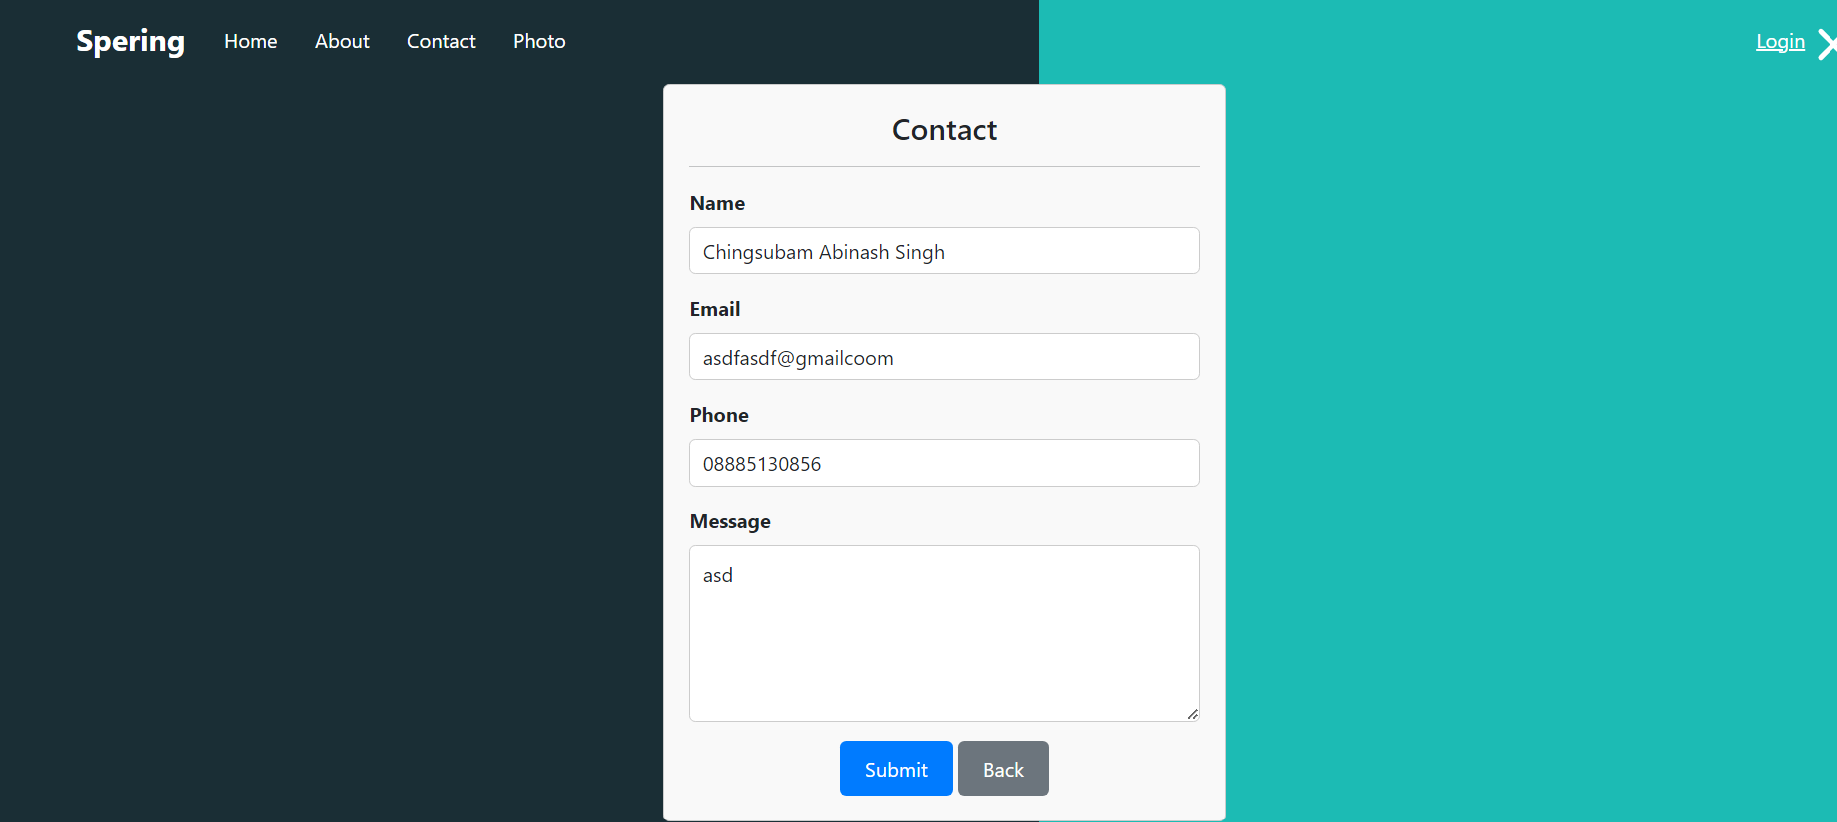 Spering Home About Contact Photo Login
Contact
Name
Chingsubam Abinash Singh
Email
asdfasdf@gmailcoom
Phone
08885130856
Message
asd
Submit Back